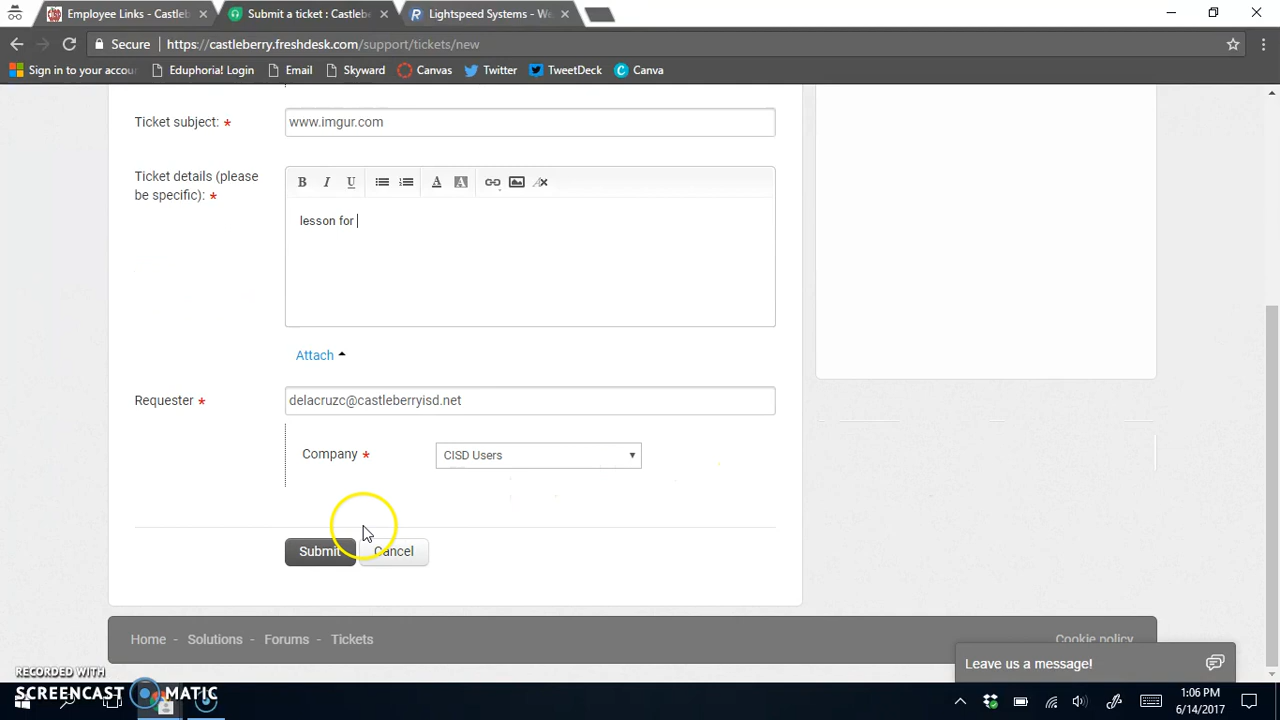 Employee Links - Castleb
Submit a ticket : Castlebe
Lightspeed Systems - We
Secure https://castleberry.freshdesk.com/support/tickets/new
Sign in to your accou
Eduphoria! Login
Email
Skyward
Canvas
Twitter
TweetDeck
Canva
Ticket subject: *
www.imgur.com
Ticket details (please
be specific): *
B I U A A
lesson for
Attach
Requester *
delacruzc@castleberryisd.net
Company *
CISD Users
Submit
Cancel
Home - Solutions - Forums - Tickets
Cookie policy
Leave us a message!
RECORDED WITH
SCREENCAST MATIC
1:06 PM
6/14/2017